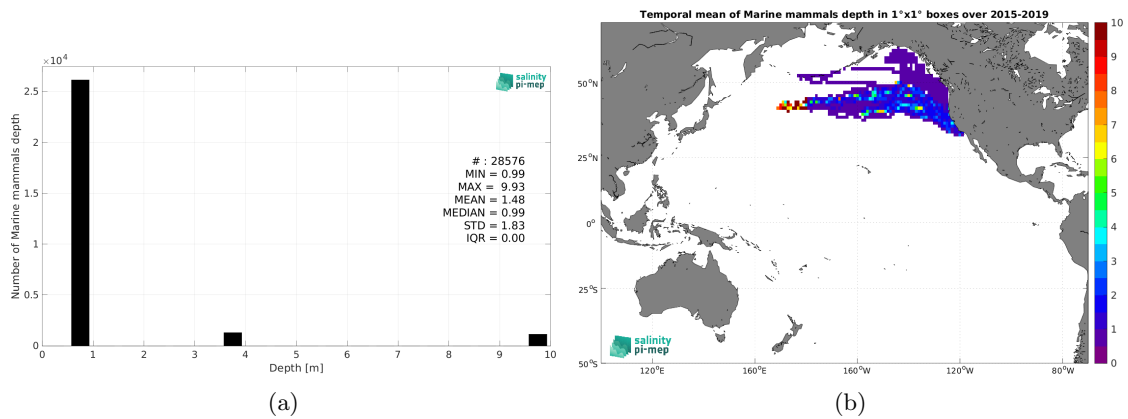 ×10⁴
2.5
2
1.5
1
0.5
0
Number of Marine mammals depth
salinity
pi-mep
# : 28576
MIN = 0.99
MAX = 9.93
MEAN = 1.48
MEDIAN = 0.99
STD = 1.83
IQR = 0.00
0 1 2 3 4 5 6 7 8 9 10
Depth [m]
(a)
Temporal mean of Marine mammals depth in 1°x1° boxes over 2015-2019
50°N
25°N
0°
25°S
50°S
120°E 160°E 160°W 120°W 80°W
salinity
pi-mep
10
9
8
7
6
5
4
3
2
1
0
(b)